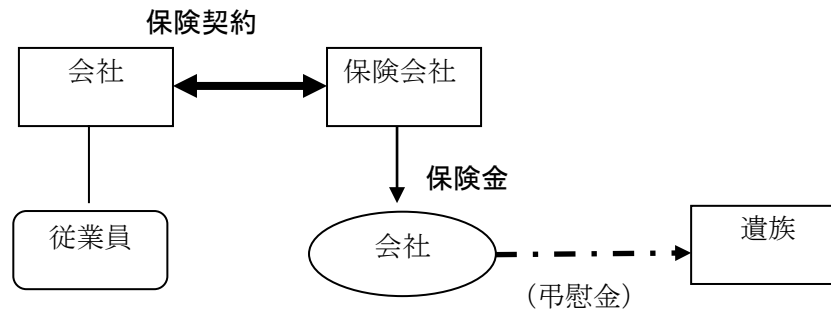 保険契約
会社
保険会社
保険金
従業員
会社
遺族
（弔慰金）